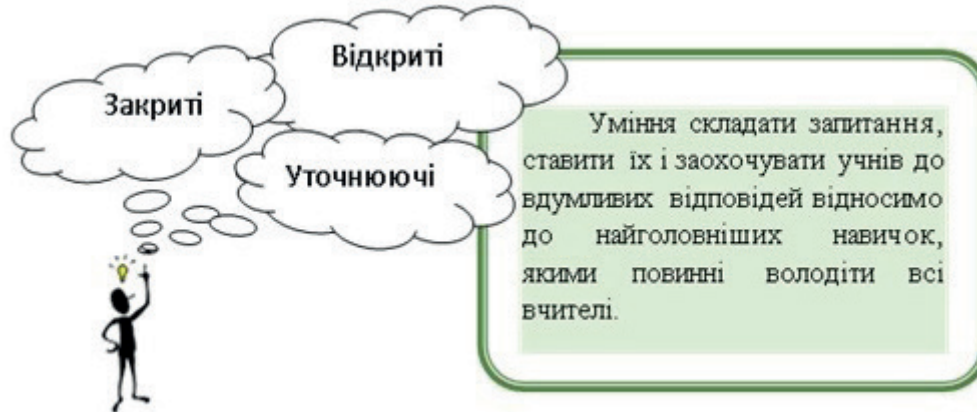 Відкриті
Закриті
Уточнюючі
Уміння складати запитання,
ставити їх і заохочувати учнів до
вдумливих відповідей відносимо
до найголовніших навичок,
якими повинні володіти всі
вчителі.